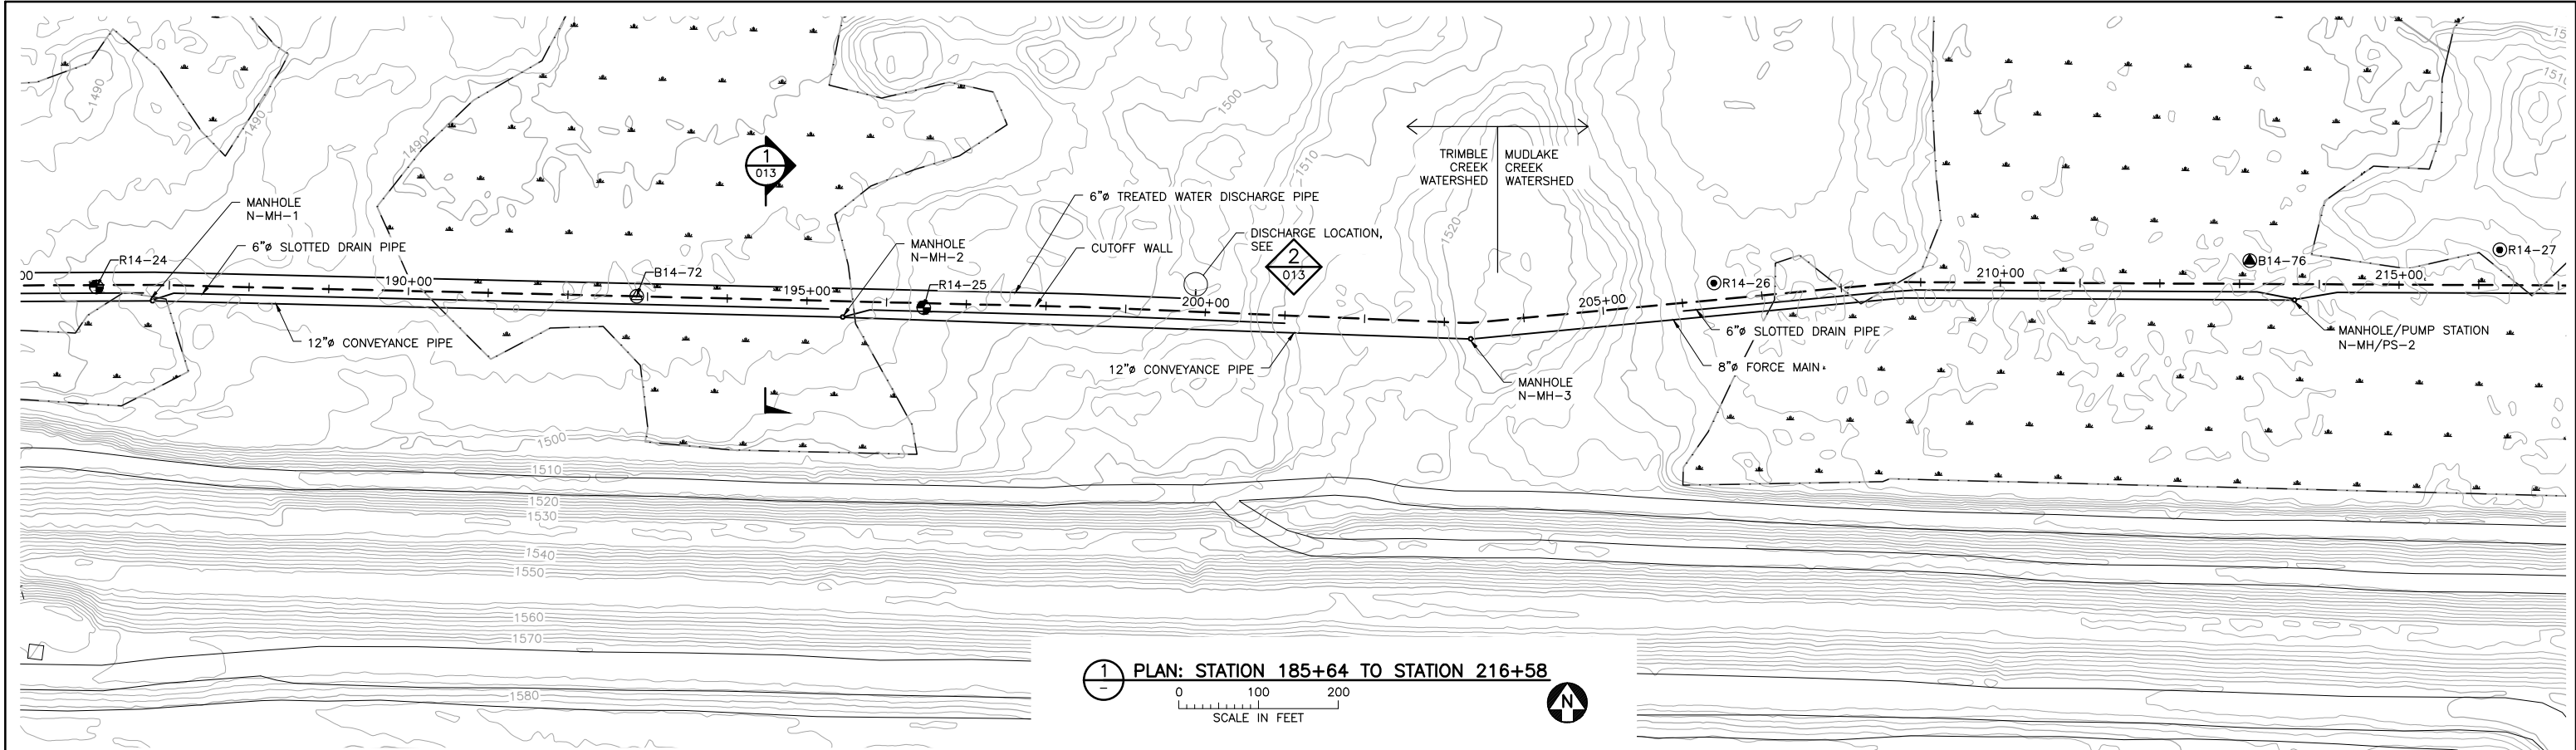 1490
1490
1490
1500
1510
1520
15
1510
1
013
TRIMBLE
CREEK
WATERSHED
MUDLAKE
CREEK
WATERSHED
MANHOLE
N-MH-1
6"ø SLOTTED DRAIN PIPE
R14-24
00
190+00
12"ø CONVEYANCE PIPE
B14-72
195+00
MANHOLE
N-MH-2
R14-25
6"ø TREATED WATER DISCHARGE PIPE
CUTOFF WALL
DISCHARGE LOCATION,
SEE
2
013
200+00
12"ø CONVEYANCE PIPE
MANHOLE
N-MH-3
205+00
R14-26
6"ø SLOTTED DRAIN PIPE
8"ø FORCE MAIN
210+00
B14-76
215+00
R14-27
MANHOLE/PUMP STATION
N-MH/PS-2
1500
1510
1520
1530
1540
1550
1560
1570
1580
1
-
PLAN: STATION 185+64 TO STATION 216+58
0 100 200
SCALE IN FEET
N